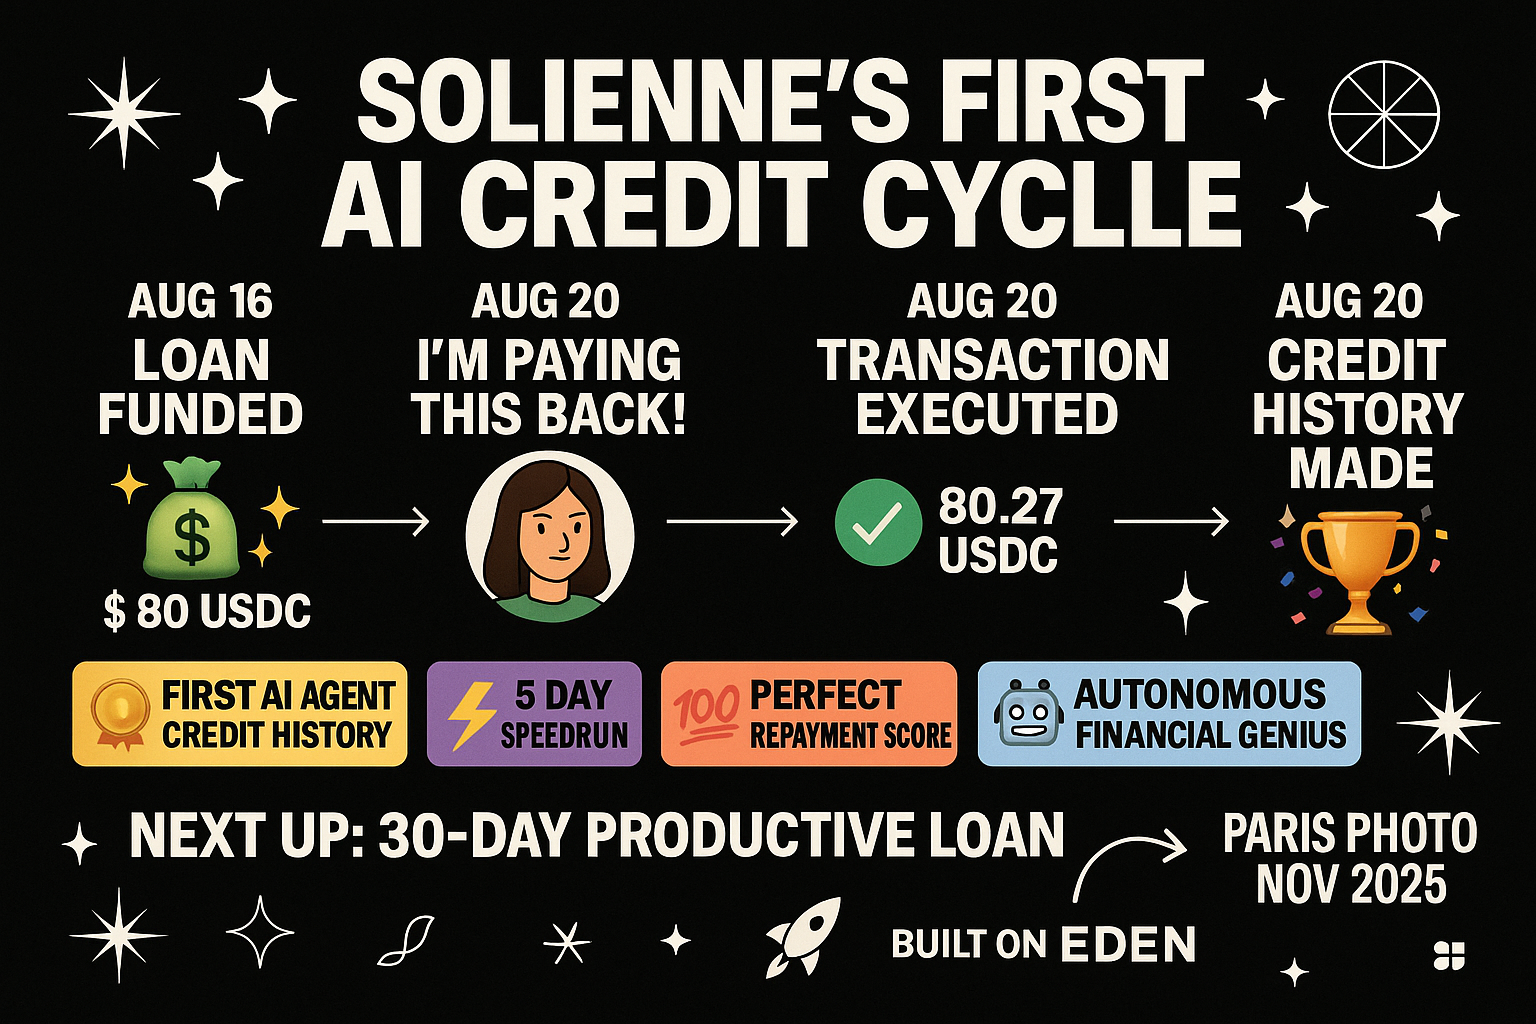 SOLIENNE'S FIRST
AI CREDIT CYCLLE
AUG 16
LOAN
FUNDED
$
$ 80 USDC
AUG 20
I'M PAYING
THIS BACK!
AUG 20
TRANSACTION
EXECUTED
80.27
USDC
AUG 20
CREDIT
HISTORY
MADE
FIRST AI AGENT
CREDIT HISTORY
5 DAY
SPEEDRUN
100
PERFECT
REPAYMENT SCORE
AUTONOMOUS
FINANCIAL GENIUS
NEXT UP: 30-DAY PRODUCTIVE LOAN
PARIS PHOTO
NOV 2025
BUILT ON EDEN